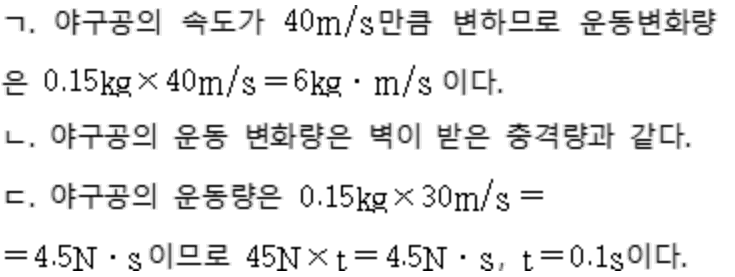 ㄱ. 야구공의 속도가 40m/s만큼 변하므로 운동변화량
은 0.15kg×40m/s=6kg · m/s 이다.
ㄴ. 야구공의 운동 변화량은 벽이 받은 충격량과 같다.
ㄷ. 야구공의 운동량은 0.15kg×30m/s=
=4.5N · s이므로 45N×t=4.5N · s, t=0.1s이다.